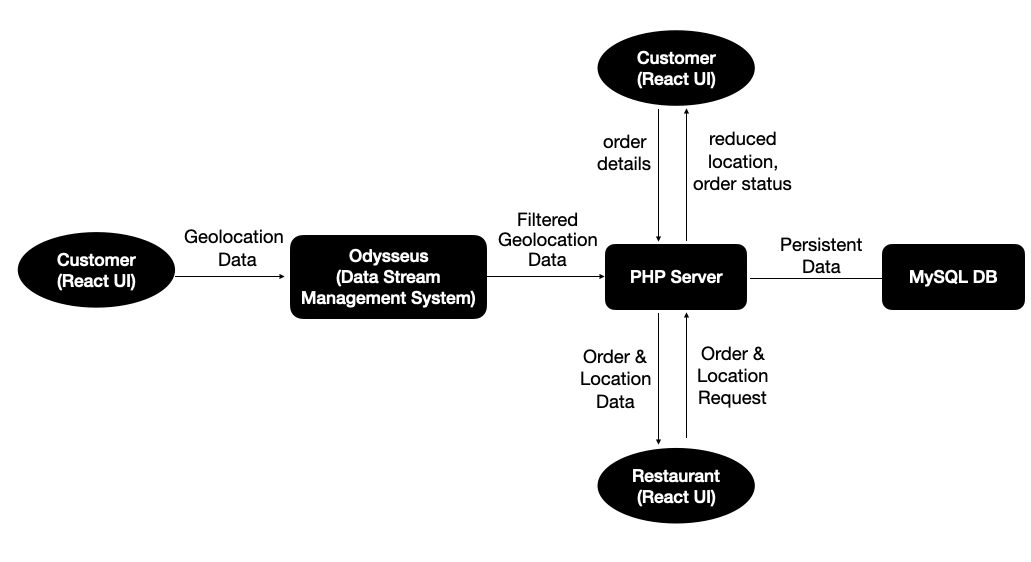 Customer
(React UI)
order
details
reduced
location,
order status
Customer
(React UI)
Geolocation
Data
Odysseus
(Data Stream
Management System)
Filtered
Geolocation
Data
PHP Server
Persistent
Data
MySQL DB
Order &
Location
Data
Order &
Location
Request
Restaurant
(React UI)